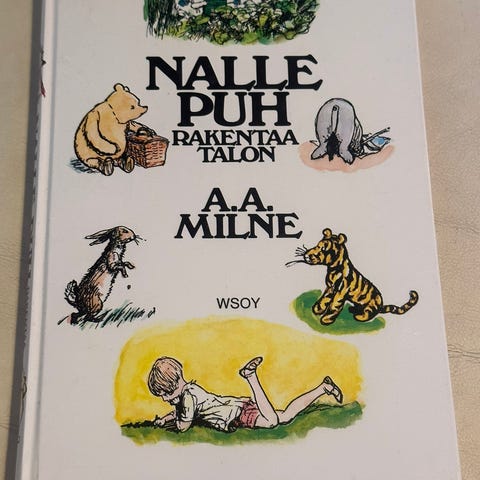 NALLE
PUH
RAKENTAA
TALON
A.A.
MILNE
WSOY